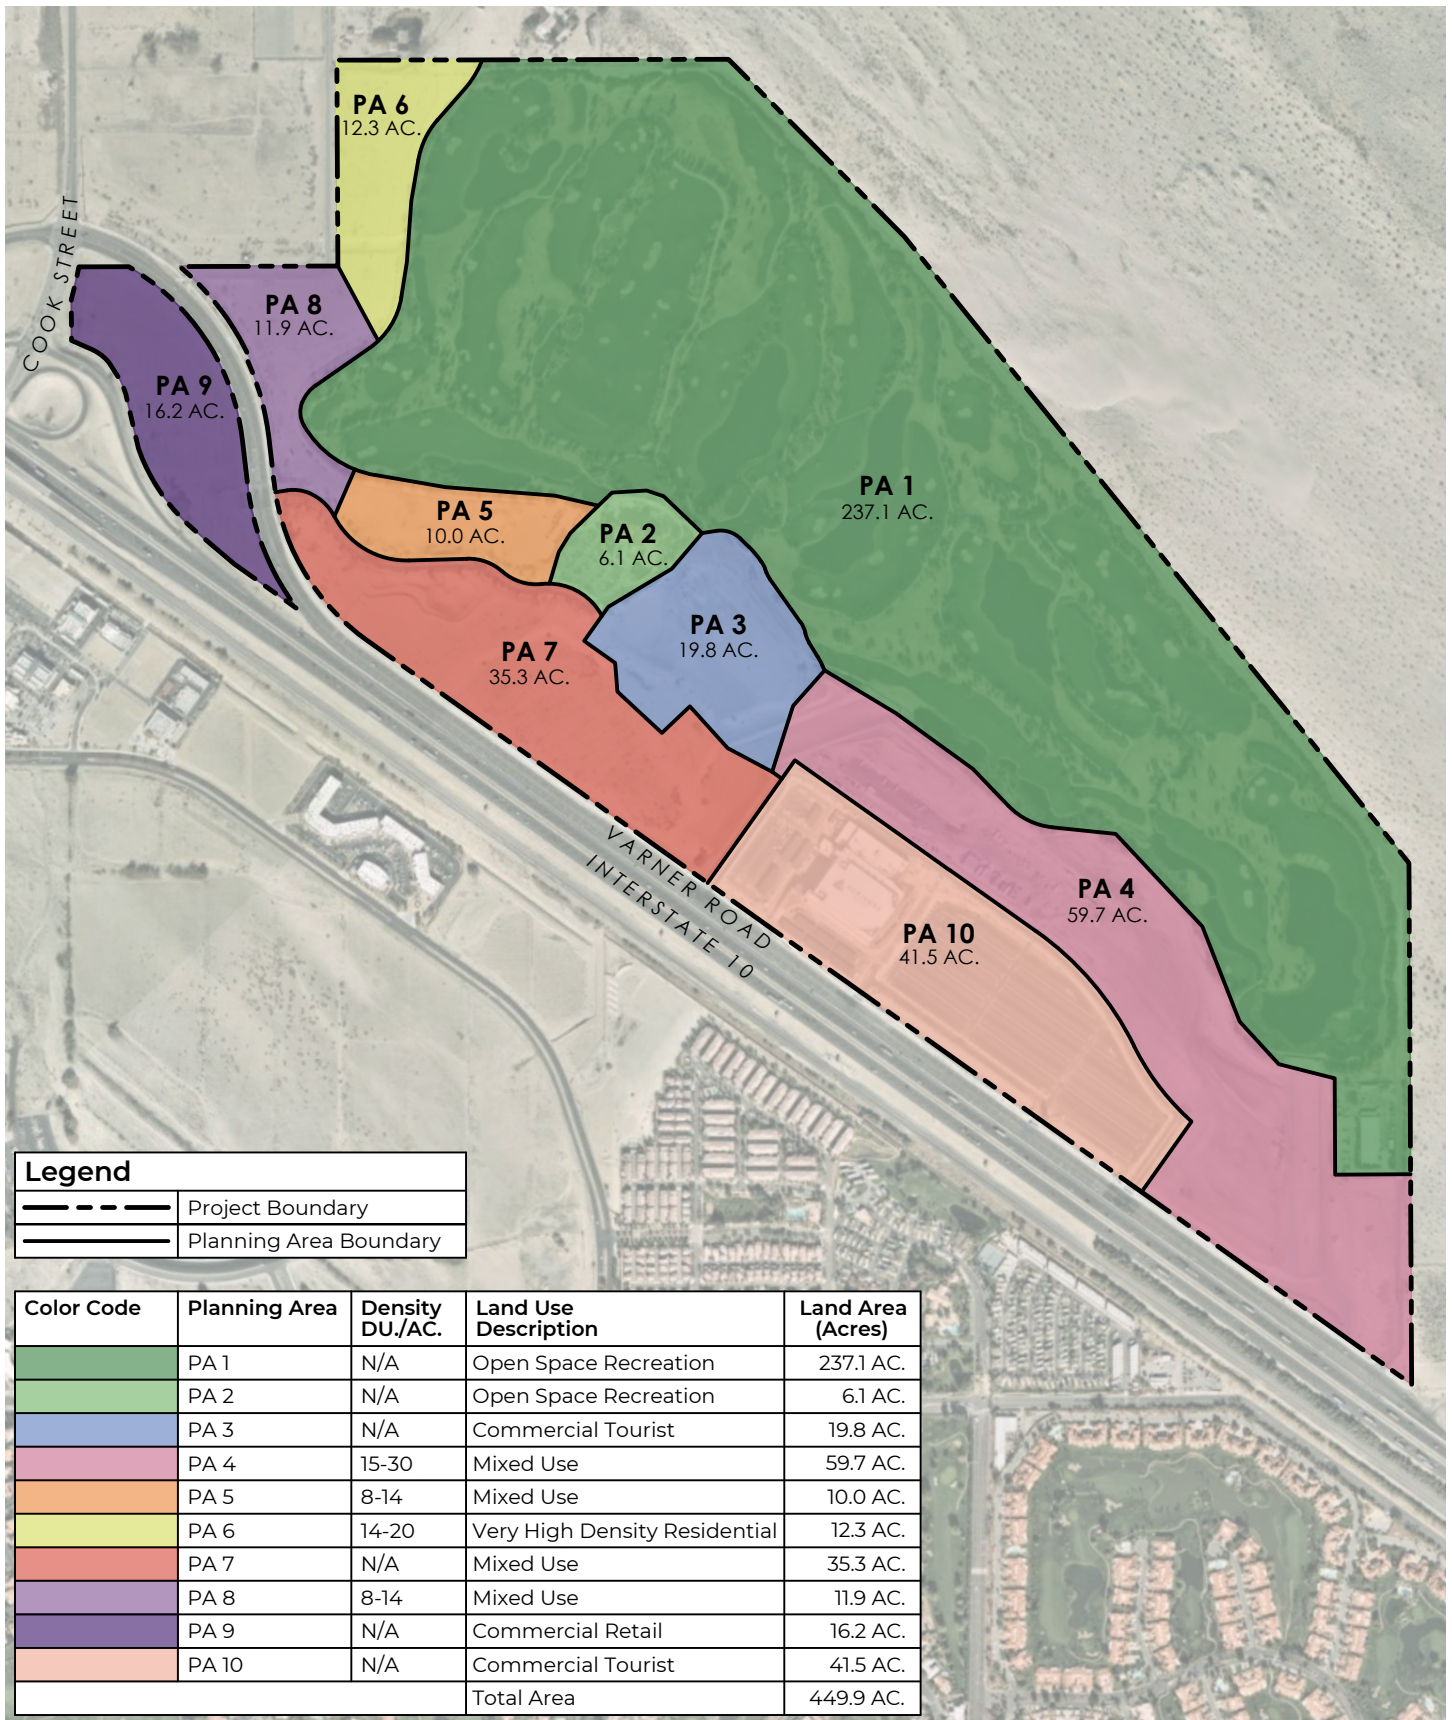 PA 6
12.3 AC.
COOK STREET
PA 8
11.9 AC.
PA 9
16.2 AC.
PA 1
237.1 AC.
PA 5
10.0 AC.
PA 2
6.1 AC.
PA 3
19.8 AC.
PA 7
35.3 AC.
VARNER ROAD
INTERSTATE 10
PA 4
59.7 AC.
PA 10
41.5 AC.
Legend
Project Boundary
Planning Area Boundary
Color Code Planning Area Density DU./AC. Land Use Description Land Area (Acres)
PA 1 N/A Open Space Recreation 237.1 AC.
PA 2 N/A Open Space Recreation 6.1 AC.
PA 3 N/A Commercial Tourist 19.8 AC.
PA 4 15-30 Mixed Use 59.7 AC.
PA 5 8-14 Mixed Use 10.0 AC.
PA 6 14-20 Very High Density Residential 12.3 AC.
PA 7 N/A Mixed Use 35.3 AC.
PA 8 8-14 Mixed Use 11.9 AC.
PA 9 N/A Commercial Retail 16.2 AC.
PA 10 N/A Commercial Tourist 41.5 AC.
Total Area 449.9 AC.